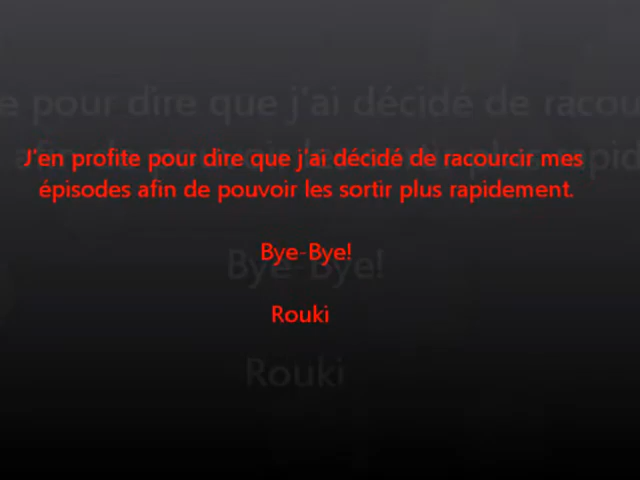 J'en profite pour dire que j'ai décidé de racourcir mes
épisodes afin de pouvoir les sortir plus rapidement.
Bye-Bye!
Rouki